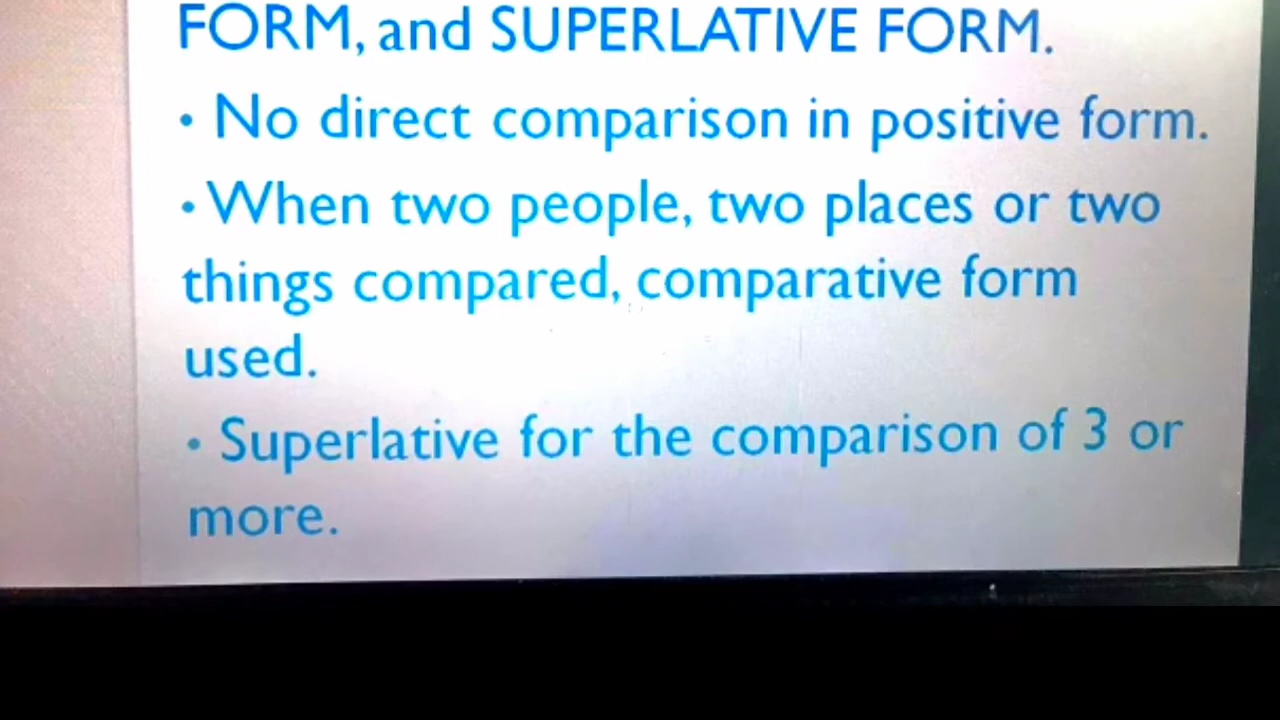 FORM, and SUPERLATIVE FORM.
• No direct comparison in positive form.
• When two people, two places or two
things compared, comparative form
used.
• Superlative for the comparison of 3 or
more.